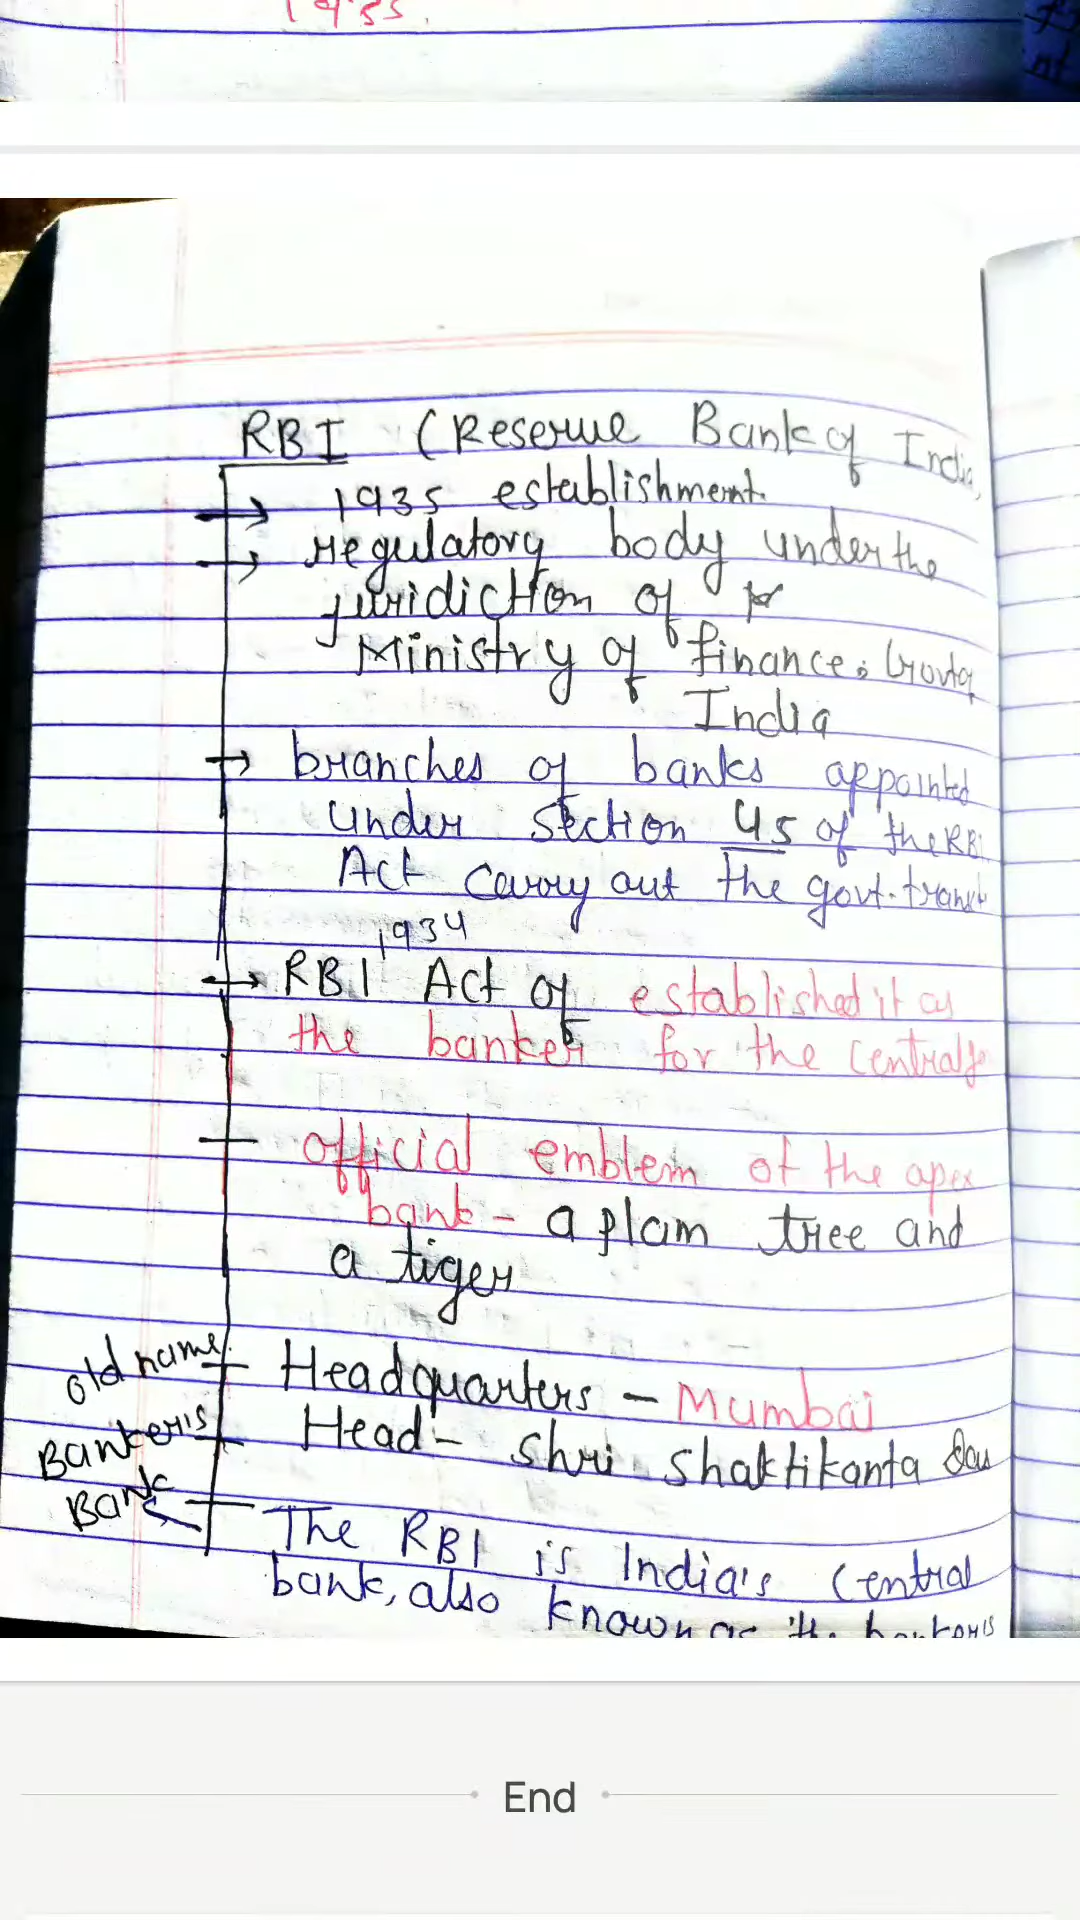 1935.
RBI (Reserve Bank of India
1935 establishment.
regulatory body under the
juridiction of
Ministry of finance, Govt of
India
branches of banks appointed
under section 45 of the RBI
Act carry out the govt.
1934
RBI Act of established it as
the banker for the central
official emblem of the apex
bank - a plam tree and
a tiger
old name
Headquarters - Mumbai
Banker's
Head - Shri Shaktikanta das
Bank
The RBI is India's Central
bank, also known as the banker's
End